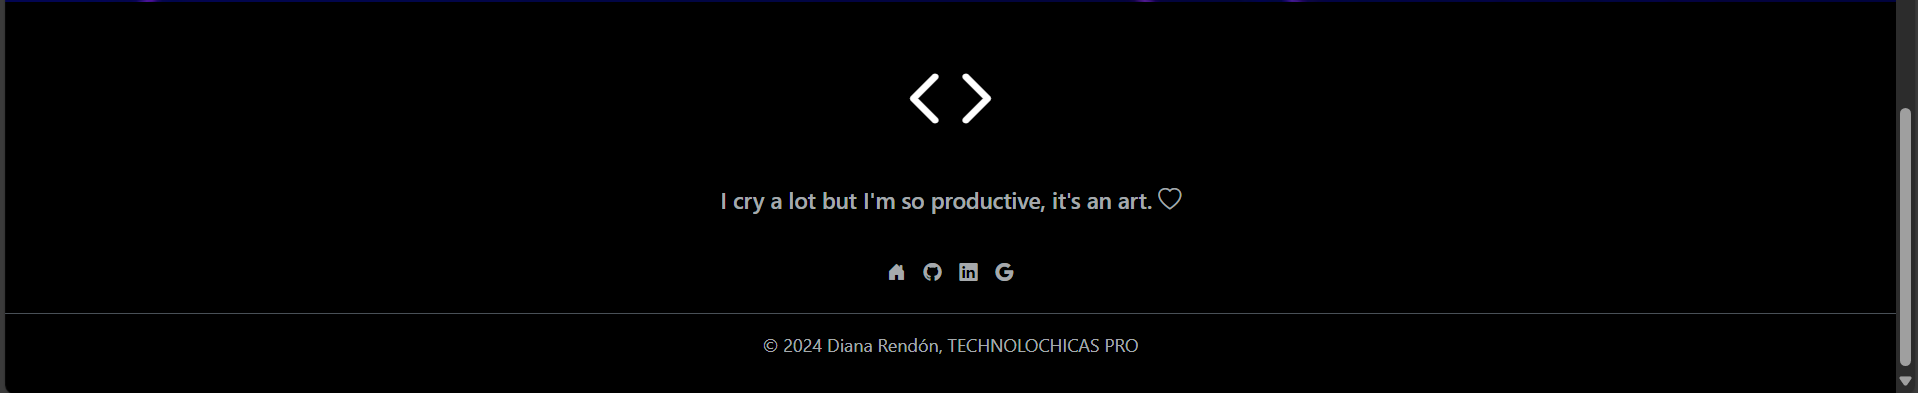 < >
I cry a lot but I'm so productive, it's an art.
© 2024 Diana Rendón, TECHNOLOCHICAS PRO